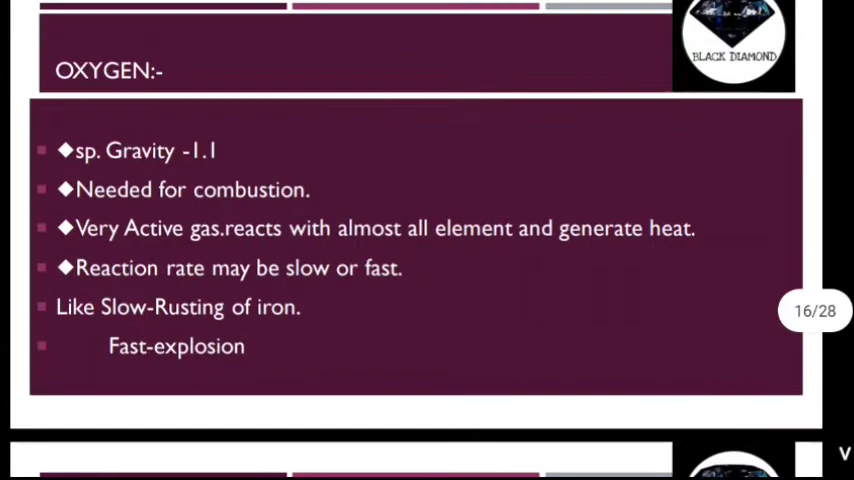 BLACK DIAMOND
OXYGEN:-
◆sp. Gravity -1.1
◆Needed for combustion.
◆Very Active gas.reacts with almost all element and generate heat.
◆Reaction rate may be slow or fast.
Like Slow-Rusting of iron.
16/28
Fast-explosion
V